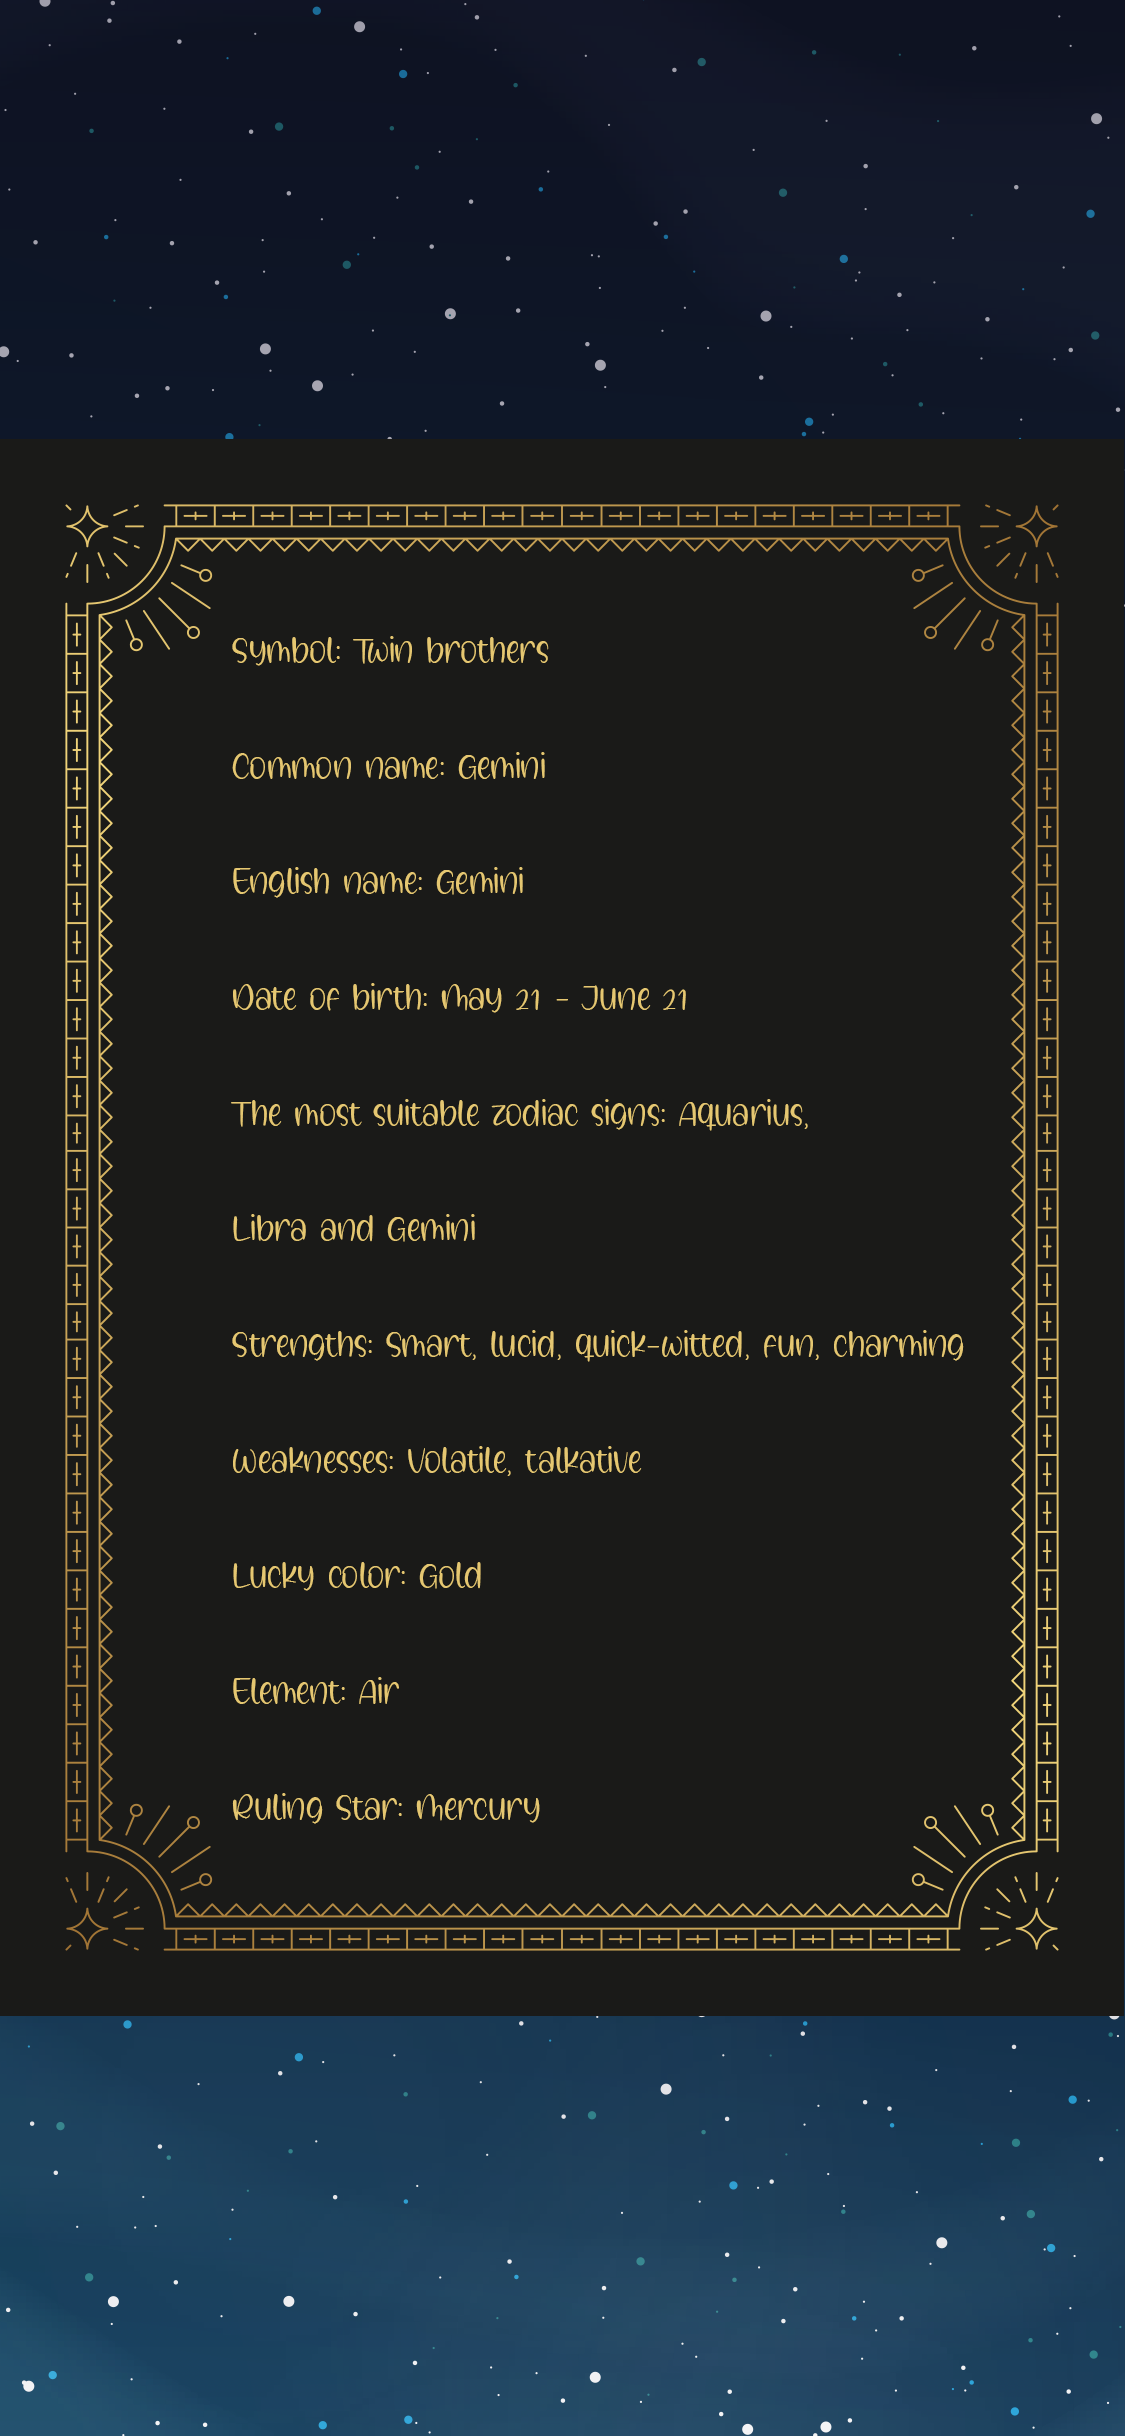 Symbol: Twin brothers
Common name: Gemini
English name: Gemini
Date of birth: May 21 - June 21
The most suitable zodiac signs: Aquarius,
Libra and Gemini
Strengths: Smart, lucid, quick-witted, fun, charming
Weaknesses: Volatile, talkative
Lucky color: Gold
Element: Air
Ruling Star: Mercury